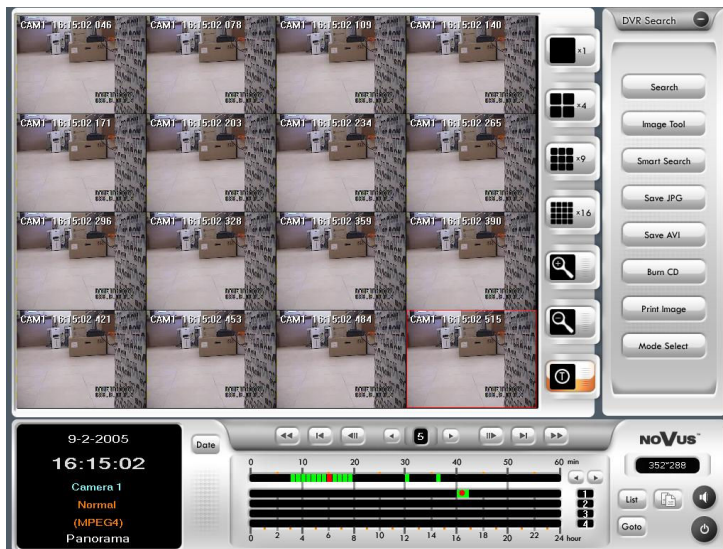 CAM1 16:15:02 046
CAM1 16:15:02 078
CAM1 16:15:02 109
CAM1 16:15:02 140
CAM1 16:15:02 171
CAM1 16:15:02 203
CAM1 16:15:02 234
CAM1 16:15:02 265
CAM1 16:15:02 296
CAM1 16:15:02 328
CAM1 16:15:02 359
CAM1 16:15:02 390
CAM1 16:15:02 421
CAM1 16:15:02 453
CAM1 16:15:02 484
CAM1 16:15:02 515
×1
×4
×9
×16
T
DVR Search
Search
Image Tool
Smart Search
Save JPG
Save AVI
Burn CD
Print Image
Mode Select
9-2-2005
16:15:02
Camera 1
Normal
(MPEG4)
Panorama
Date
5
0 10 20 30 40 50 60 min
1
2
3
4
0 2 4 6 8 10 12 14 16 18 20 22 24 hour
NOVUS™
352*288
List
Goto